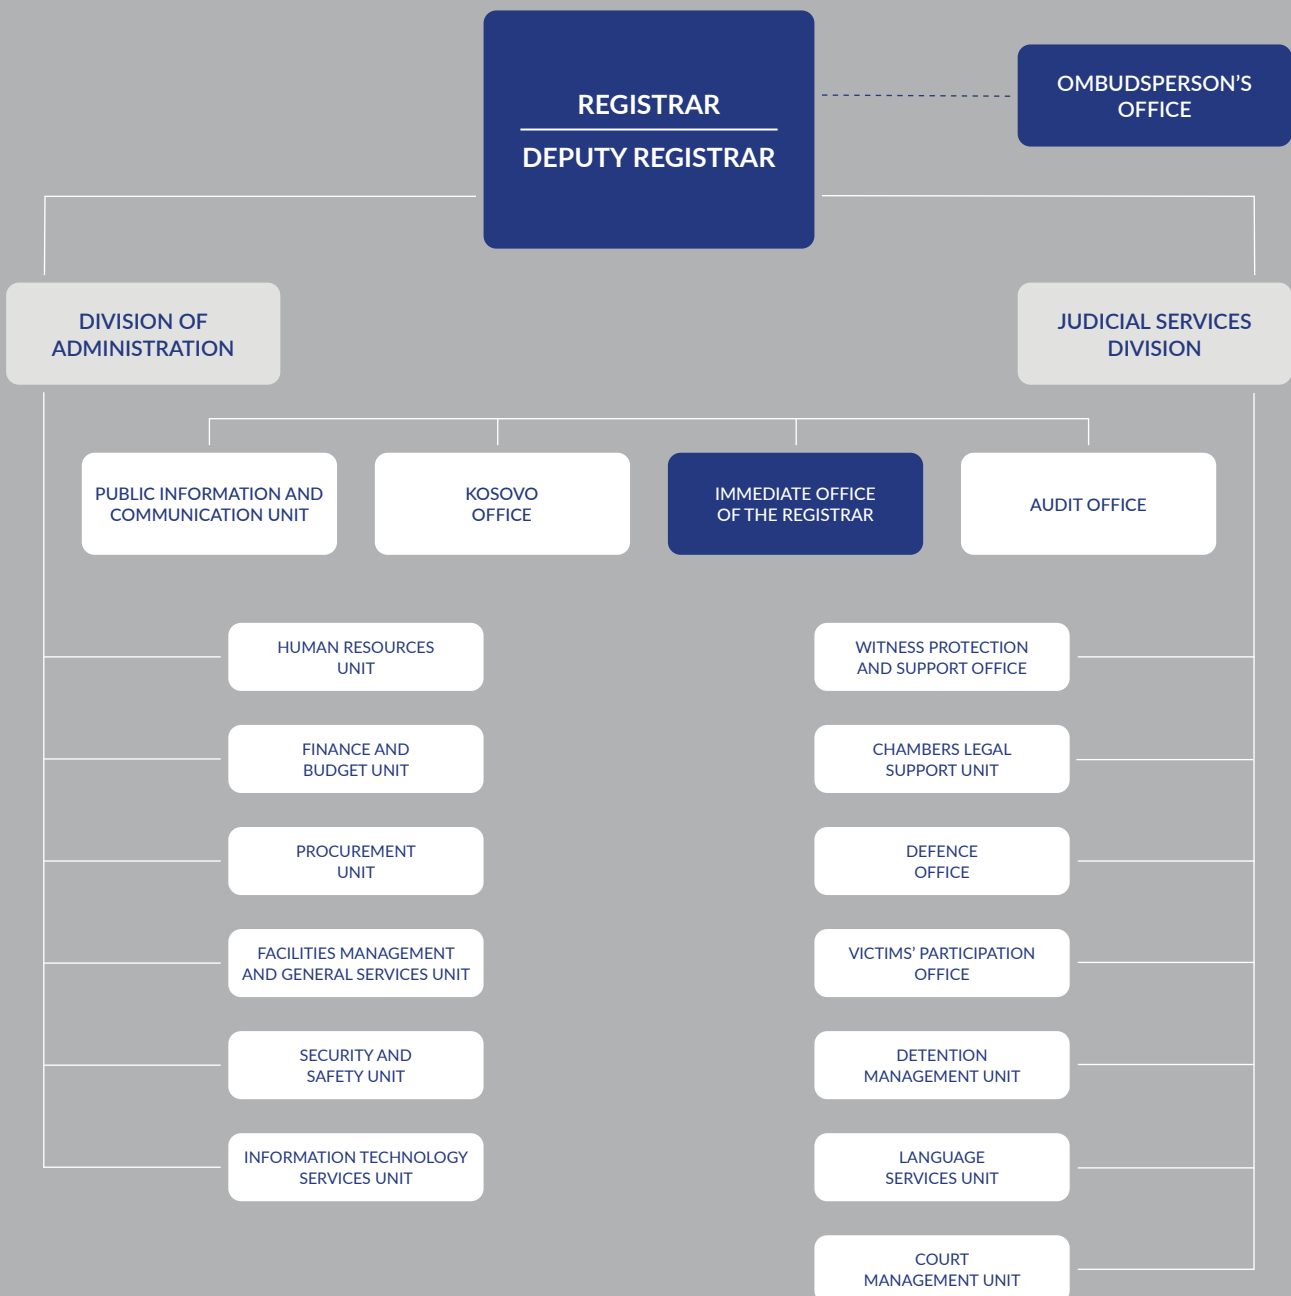 REGISTRAR
DEPUTY REGISTRAR
OMBUDSPERSON’S
OFFICE
DIVISION OF
ADMINISTRATION
JUDICIAL SERVICES
DIVISION
PUBLIC INFORMATION AND
COMMUNICATION UNIT
KOSOVO
OFFICE
IMMEDIATE OFFICE
OF THE REGISTRAR
AUDIT OFFICE
HUMAN RESOURCES
UNIT
FINANCE AND
BUDGET UNIT
PROCUREMENT
UNIT
FACILITIES MANAGEMENT
AND GENERAL SERVICES UNIT
SECURITY AND
SAFETY UNIT
INFORMATION TECHNOLOGY
SERVICES UNIT
WITNESS PROTECTION
AND SUPPORT OFFICE
CHAMBERS LEGAL
SUPPORT UNIT
DEFENCE
OFFICE
VICTIMS’ PARTICIPATION
OFFICE
DETENTION
MANAGEMENT UNIT
LANGUAGE
SERVICES UNIT
COURT
MANAGEMENT UNIT